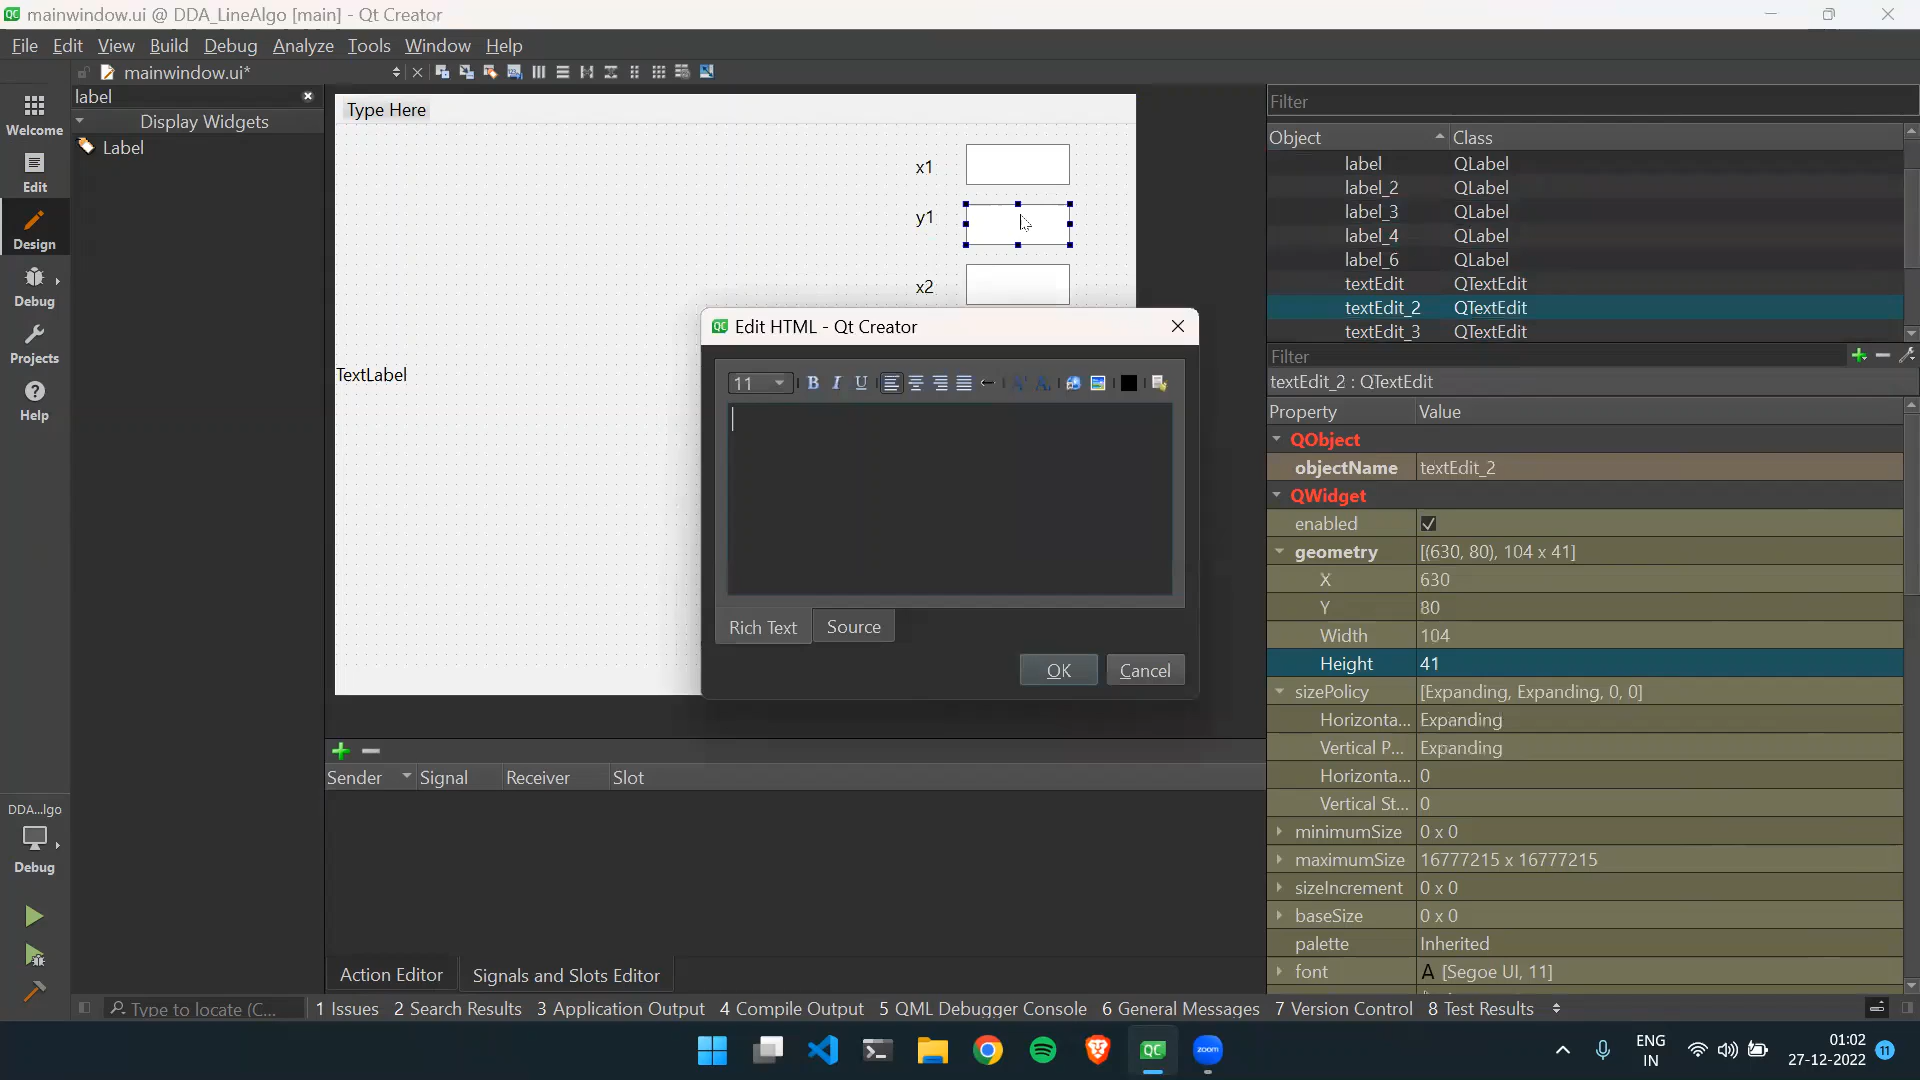 mainwindow.ui @ DDA_LineAlgo [main] - Qt Creator
File Edit View Build Debug Analyze Tools Window Help
mainwindow.ui*
label
Display Widgets
Label
Welcome
Edit
Design
Debug
Projects
Help
DDA...lgo
Debug
Type Here
x1
y1
x2
TextLabel
Edit HTML - Qt Creator
11
B I U
Rich Text Source
OK Cancel
Sender Signal Receiver Slot
Action Editor Signals and Slots Editor
Filter
Object Class
label QLabel
label_2 QLabel
label_3 QLabel
label_4 QLabel
label_6 QLabel
textEdit QTextEdit
textEdit_2 QTextEdit
textEdit_3 QTextEdit
Filter
textEdit_2 : QTextEdit
Property Value
QObject
objectName textEdit_2
QWidget
enabled
geometry [(630, 80), 104 x 41]
X 630
Y 80
Width 104
Height 41
sizePolicy [Expanding, Expanding, 0, 0]
Horizonta... Expanding
Vertical P... Expanding
Horizonta... 0
Vertical St... 0
minimumSize 0 x 0
maximumSize 16777215 x 16777215
sizeIncrement 0 x 0
baseSize 0 x 0
palette Inherited
font A [Segoe UI, 11]
Type to locate (C... 1 Issues 2 Search Results 3 Application Output 4 Compile Output 5 QML Debugger Console 6 General Messages 7 Version Control 8 Test Results
zoom
ENG
IN
01:02
27-12-2022
11